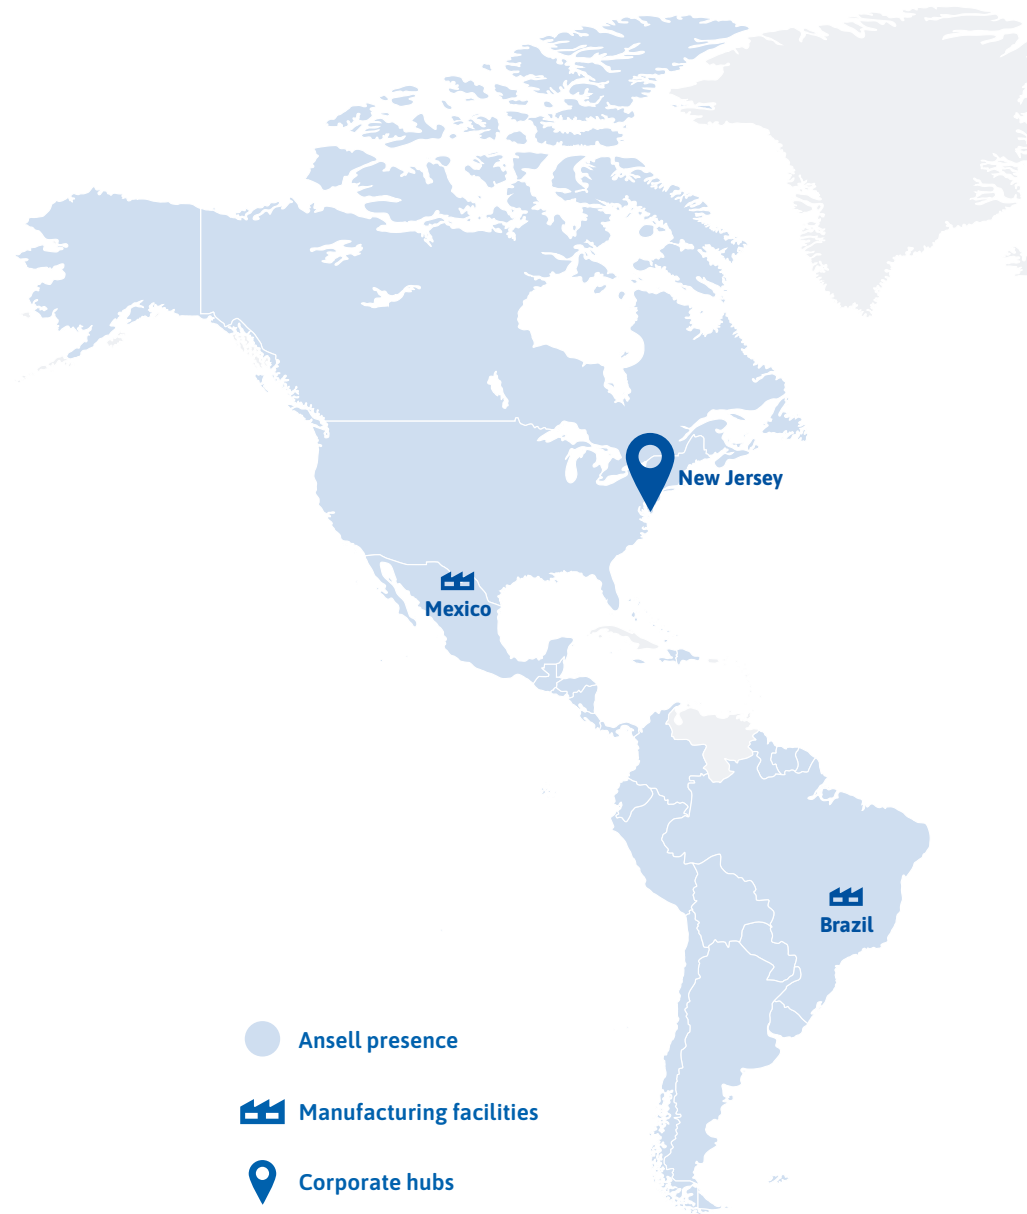 New Jersey
Mexico
Brazil
Ansell presence
Manufacturing facilities
Corporate hubs